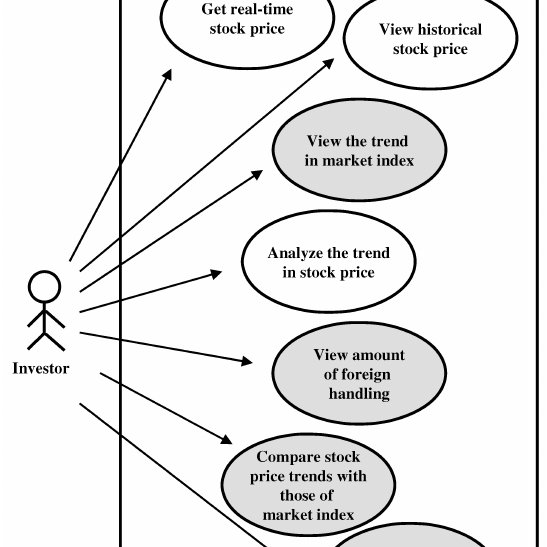 Get real-time
stock price
View historical
stock price
View the trend
in market index
Analyze the trend
in stock price
View amount
of foreign
handling
Investor
Compare stock
price trends with
those of
market index